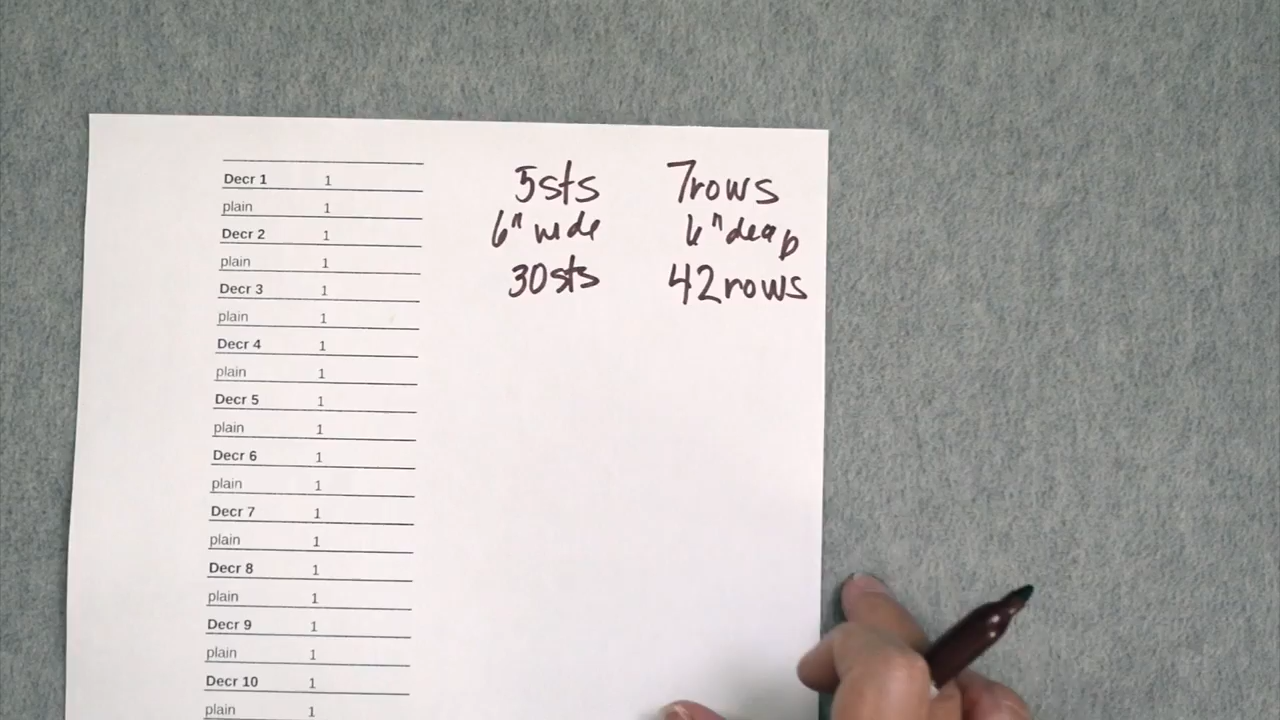 Decr 1 1
plain 1
Decr 2 1
plain 1
Decr 3 1
plain 1
Decr 4 1
plain 1
Decr 5 1
plain 1
Decr 6 1
plain 1
Decr 7 1
plain 1
Decr 8 1
plain 1
Decr 9 1
plain 1
Decr 10 1
plain 1
5sts 7rows
6" wide 6" deep
30sts 42rows